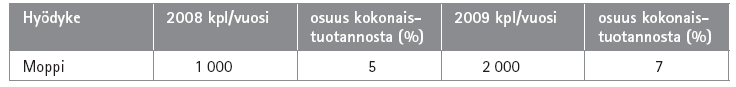 Hyödyke 2008 kpl/vuosi osuus kokonais- 2009 kpl/vuosi osuus kokonais-
tuotannosta (%) tuotannosta (%)
Moppi 1 000 5 2 000 7